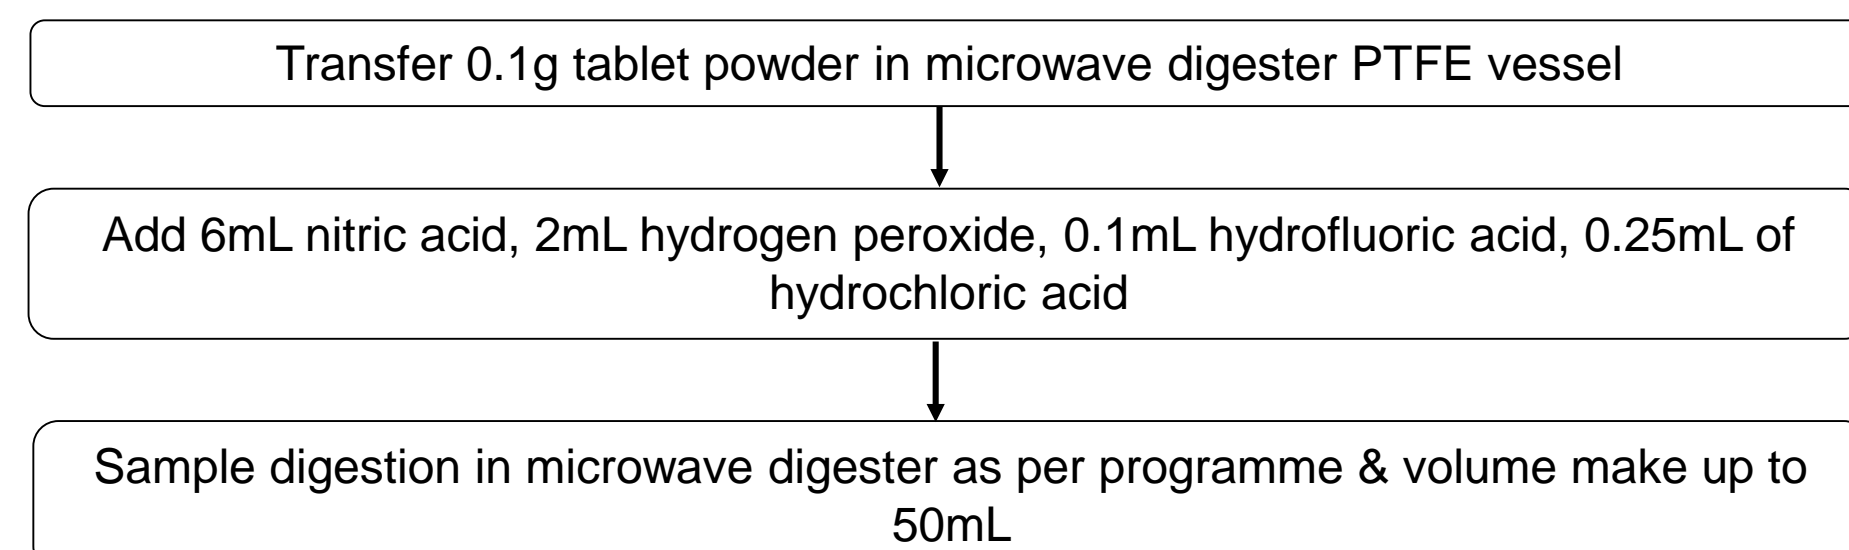 Transfer 0.1g tablet powder in microwave digester PTFE vessel
Add 6mL nitric acid, 2mL hydrogen peroxide, 0.1mL hydrofluoric acid, 0.25mL of
hydrochloric acid
Sample digestion in microwave digester as per programme & volume make up to
50mL